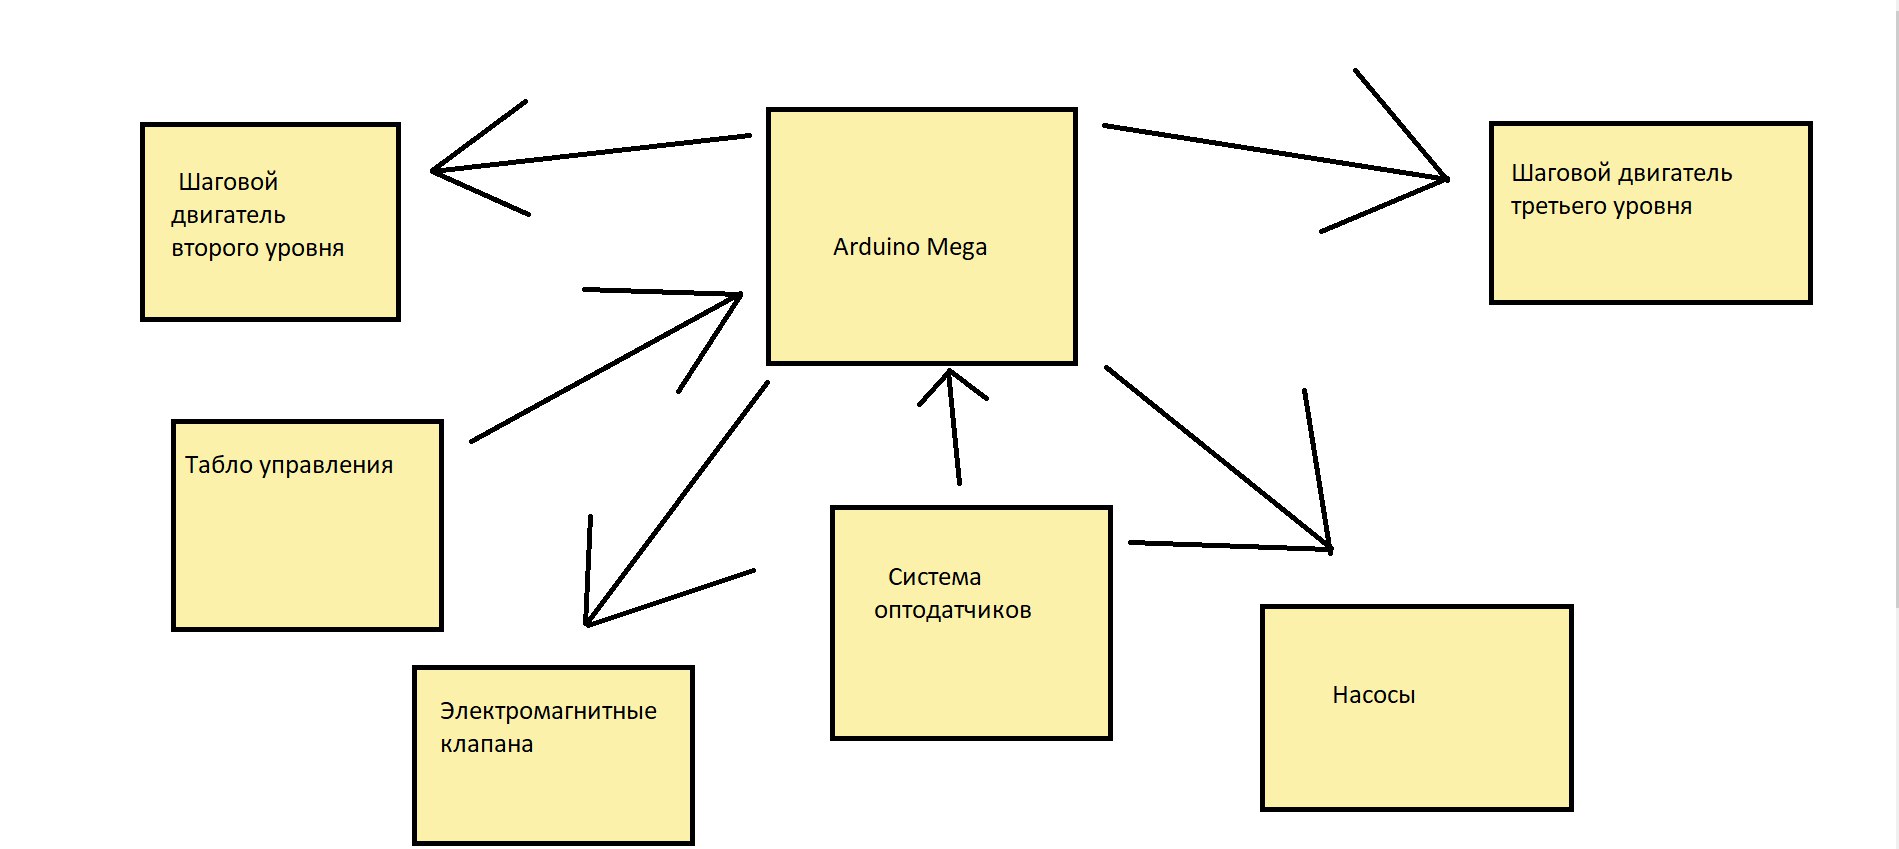 Шаговой
двигатель
второго уровня
Arduino Mega
Шаговой двигатель
третьего уровня
Табло управления
Система
оптодатчиков
Электромагнитные
клапана
Насосы